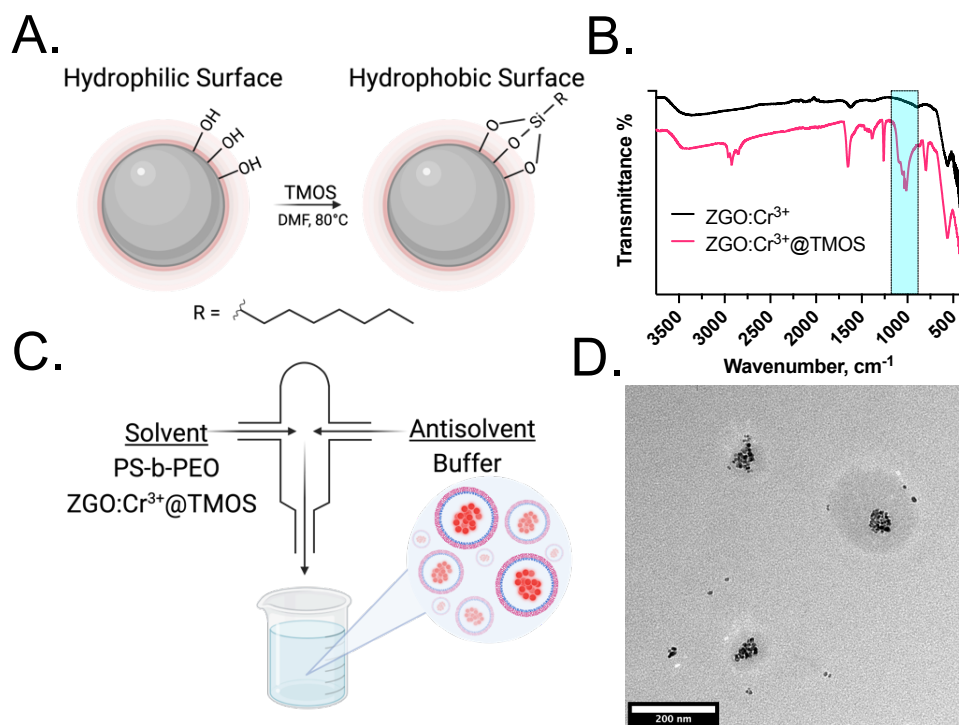 A.
Hydrophilic Surface
Hydrophobic Surface
OH
OH
OH
TMOS
DMF, 80°C
R
Si
O
O
O
R =
B.
Transmittance %
ZGO:Cr³⁺
ZGO:Cr³⁺@TMOS
3500 3000 2500 2000 1500 1000 500
Wavenumber, cm⁻¹
C.
Solvent
PS-b-PEO
ZGO:Cr³⁺@TMOS
Antisolvent
Buffer
D.
200 nm